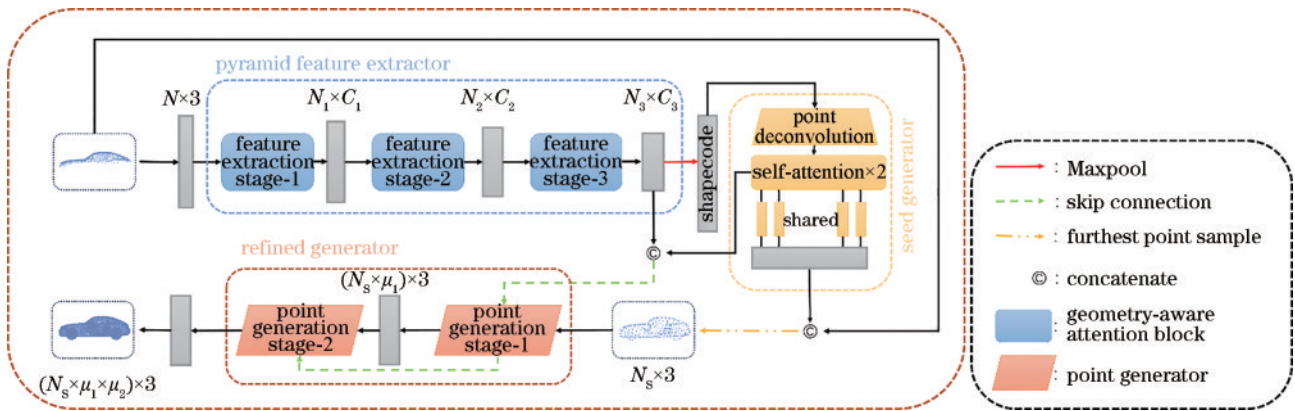 pyramid feature extractor
N×3
N₁×C₁
N₂×C₂
N₃×C₃
feature
extraction
stage-1
feature
extraction
stage-2
feature
extraction
stage-3
shapecode
point
deconvolution
self-attention×2
shared
seed generator
refined generator
©
(Nₛ×μ₁)×3
point
generation
stage-2
point
generation
stage-1
©
Nₛ×3
(Nₛ×μ₁×μ₂)×3
: Maxpool
: skip connection
: furthest point sample
© : concatenate
: geometry-aware
attention block
: point generator